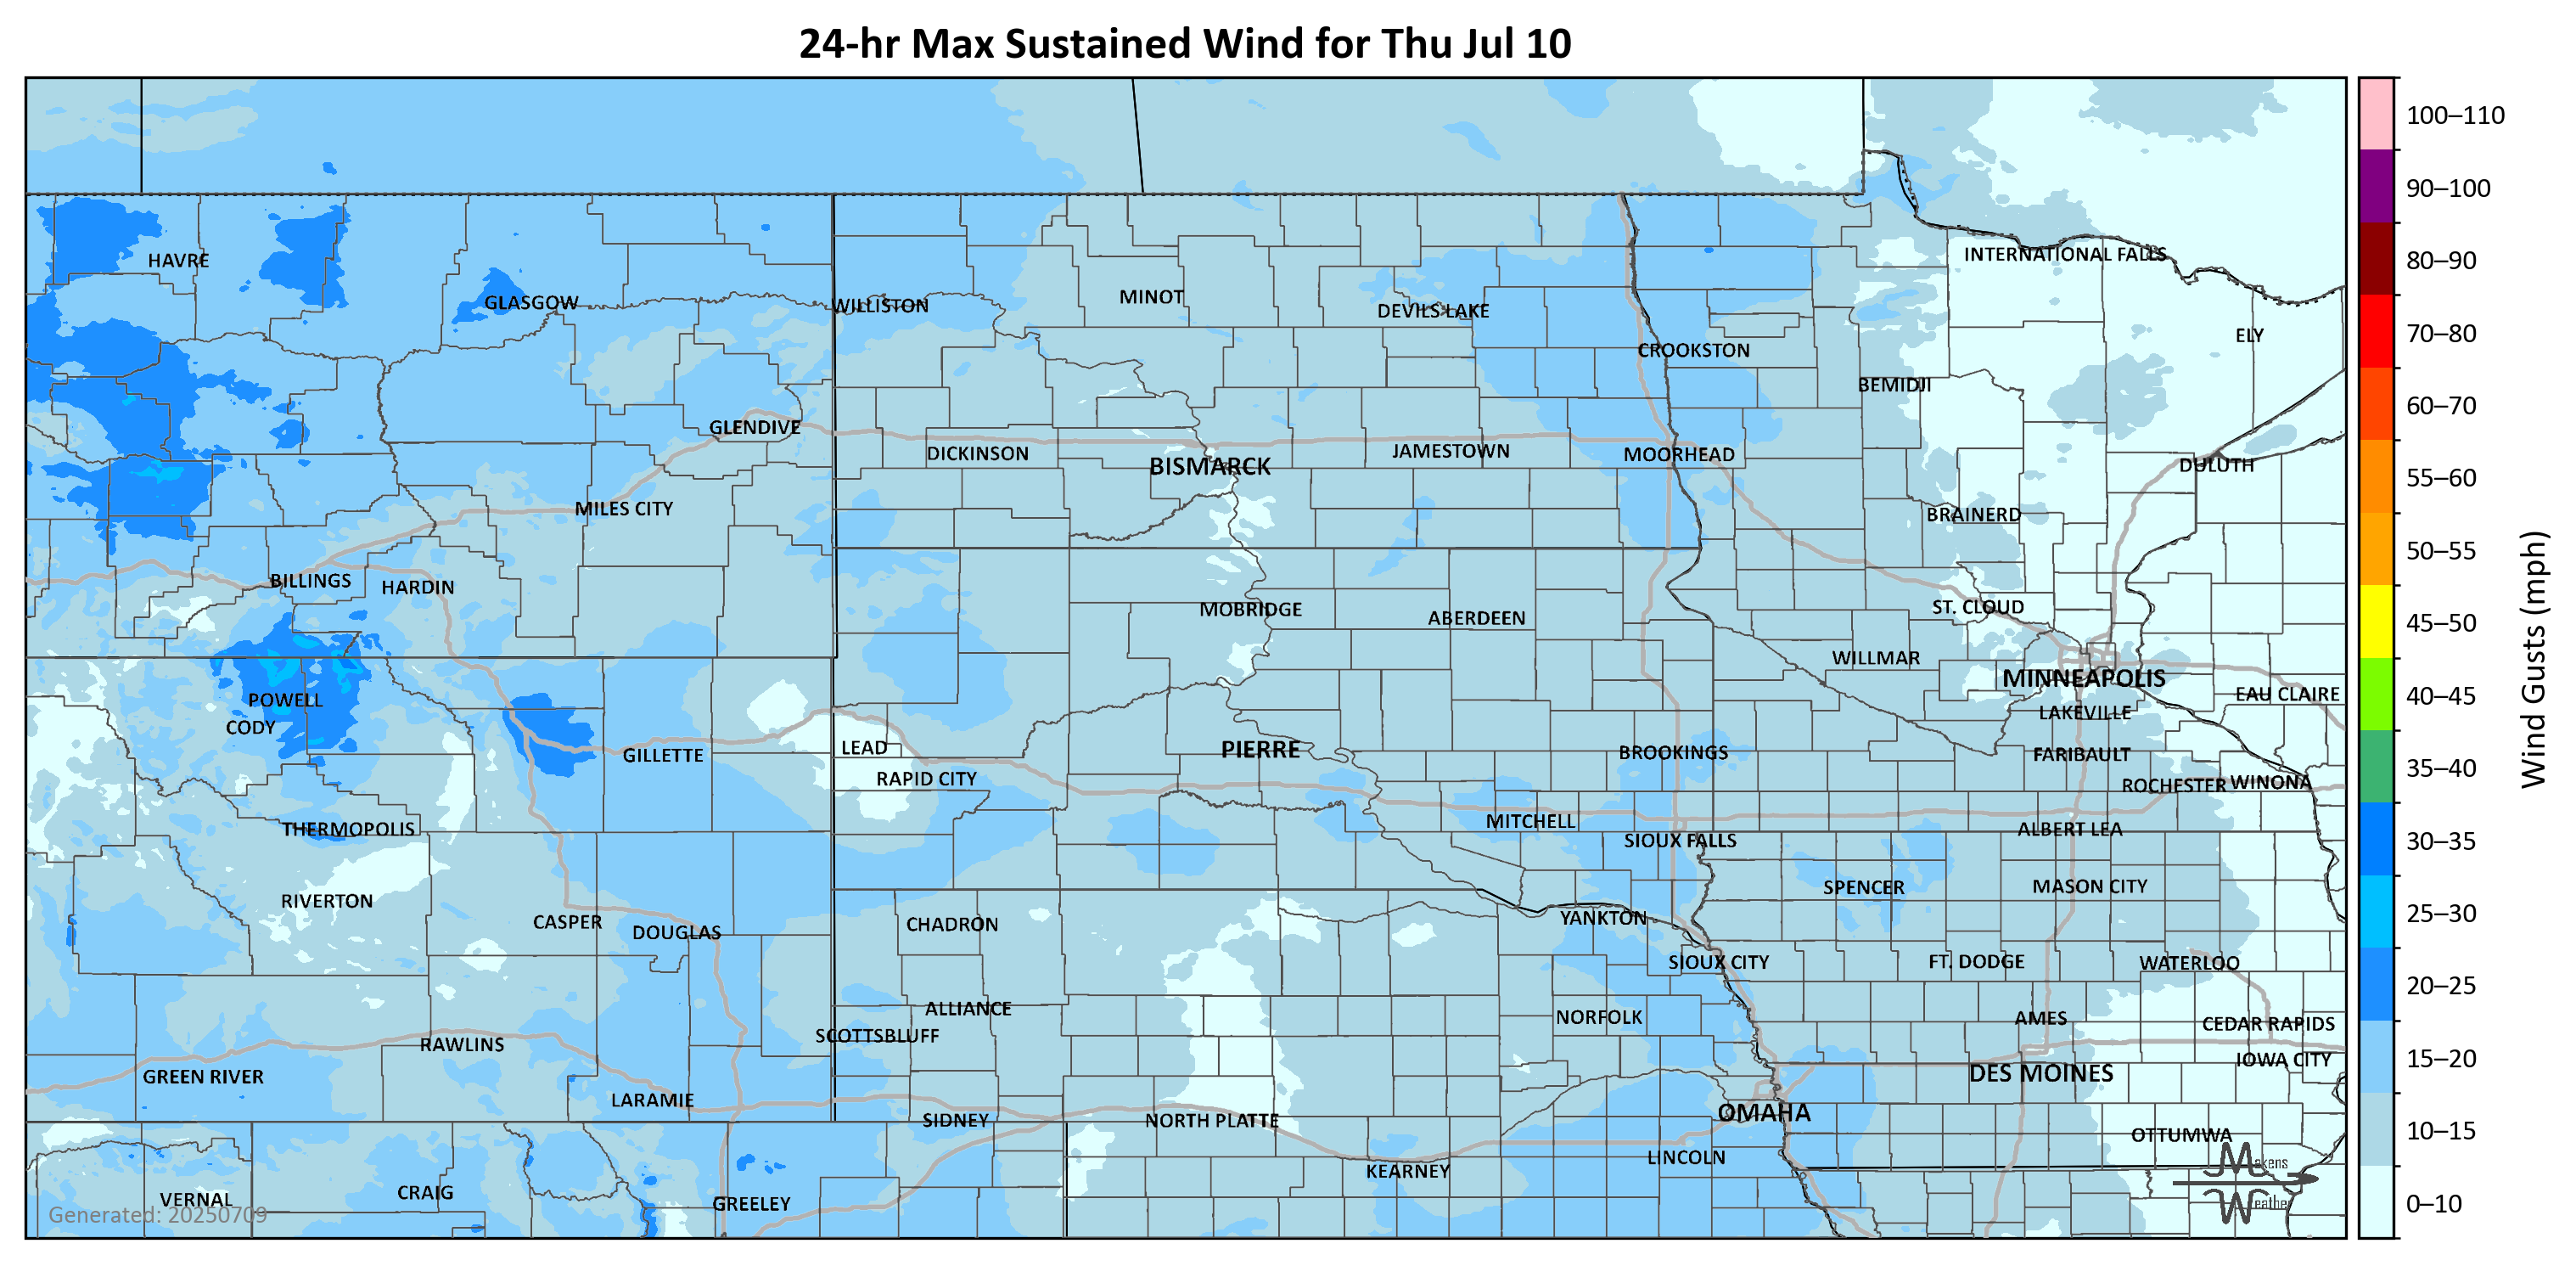 24-hr Max Sustained Wind for Thu Jul 10
100–110
90–100
80–90
70–80
60–70
55–60
50–55
45–50
40–45
35–40
30–35
25–30
20–25
15–20
10–15
0–10
Wind Gusts (mph)
HAVRE
INTERNATIONAL FALLS
GLASGOW
WILLISTON
MINOT
DEVILS LAKE
ELY
CROOKSTON
BEMIDJI
GLENDIVE
DICKINSON
BISMARCK
JAMESTOWN
MOORHEAD
DULUTH
MILES CITY
BRAINERD
BILLINGS
HARDIN
MOBRIDGE
ABERDEEN
ST. CLOUD
WILLMAR
MINNEAPOLIS
POWELL
EAU CLAIRE
CODY
LAKEVILLE
GILLETTE
LEAD
PIERRE
BROOKINGS
FARIBAULT
RAPID CITY
ROCHESTER
WINONA
THERMOPOLIS
MITCHELL
ALBERT LEA
SIOUX FALLS
RIVERTON
SPENCER
MASON CITY
CASPER
DOUGLAS
CHADRON
YANKTON
SIOUX CITY
FT. DODGE
WATERLOO
ALLIANCE
NORFOLK
AMES
CEDAR RAPIDS
SCOTTSBLUFF
RAWLINS
IOWA CITY
GREEN RIVER
DES MOINES
LARAMIE
SIDNEY
NORTH PLATTE
OMAHA
OTTUMWA
LINCOLN
KEARNEY
VERNAL
CRAIG
GREELEY
Makens
Weather
Generated: 20250709